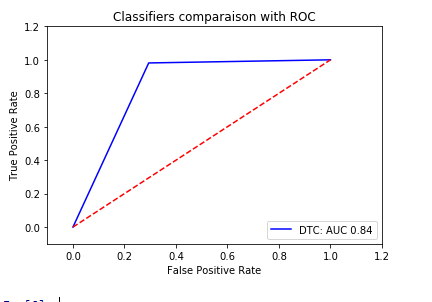 Classifiers comparaison with ROC
1.2
1.0
0.8
0.6
0.4
0.2
0.0
True Positive Rate
DTC: AUC 0.84
0.0 0.2 0.4 0.6 0.8 1.0 1.2
False Positive Rate